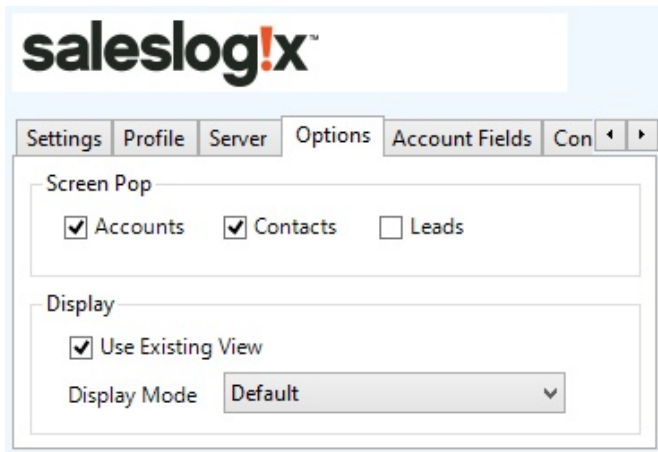 saleslog!x™
Settings Profile Server Options Account Fields Con
Screen Pop
Accounts Contacts Leads
Display
Use Existing View
Display Mode Default